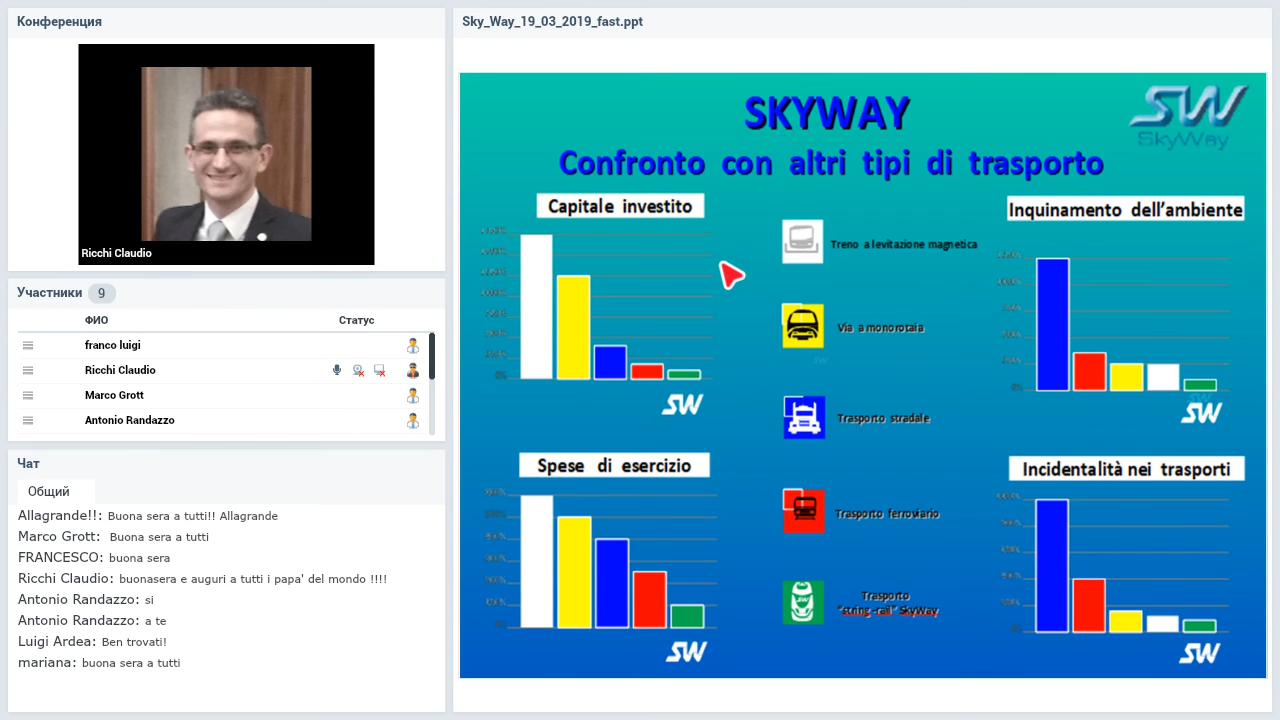 Конференция
Ricchi Claudio
Участники 9
ФИО Статус
franco luigi
Ricchi Claudio
Marco Grott
Antonio Randazzo
Чат
Общий
Allagrande!!: Buona sera a tutti!! Allagrande
Marco Grott: Buona sera a tutti
FRANCESCO: buona sera
Ricchi Claudio: buonasera e auguri a tutti i papa' del mondo !!!!
Antonio Randazzo: si
Antonio Randazzo: a te
Luigi Ardea: Ben trovati!
mariana: buona sera a tutti
Sky_Way_19_03_2019_fast.ppt
SKYWAY
SW
SkyWay
Confronto con altri tipi di trasporto
Capitale investito
SW
Spese di esercizio
SW
Treno a levitazione magnetica
Via a monorotaia
Trasporto stradale
Trasporto ferroviario
Trasporto
"string-rail" SkyWay
Inquinamento dell'ambiente
SW
Incidentalità nei trasporti
SW